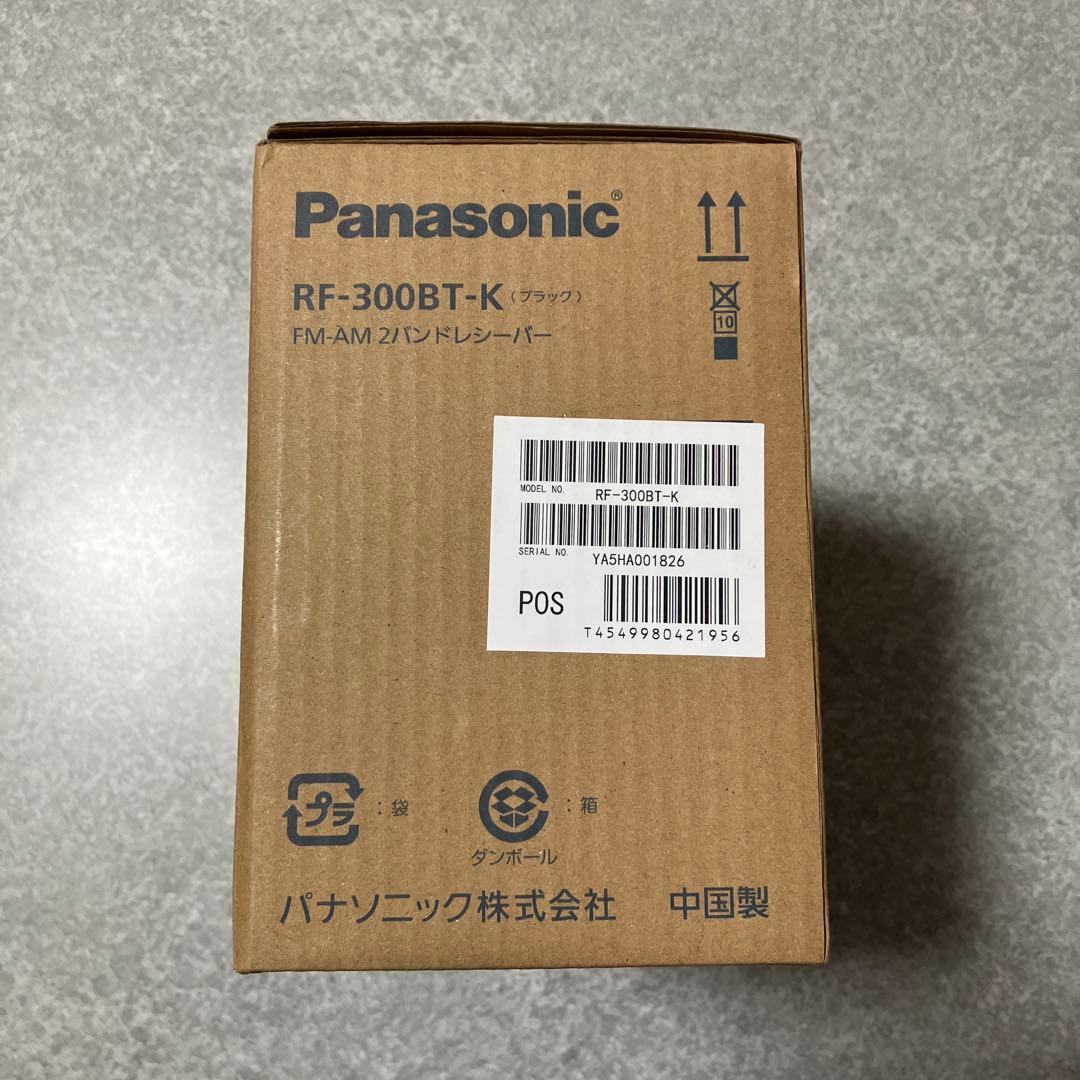 Panasonic®
RF-300BT-K（ブラック）
FM-AM 2バンドレシーバー
10
MODEL NO. RF-300BT-K
SERIAL NO. YA5HA001826
POS
T4549980421956
プラ :袋
:箱
ダンボール
パナソニック株式会社 中国製